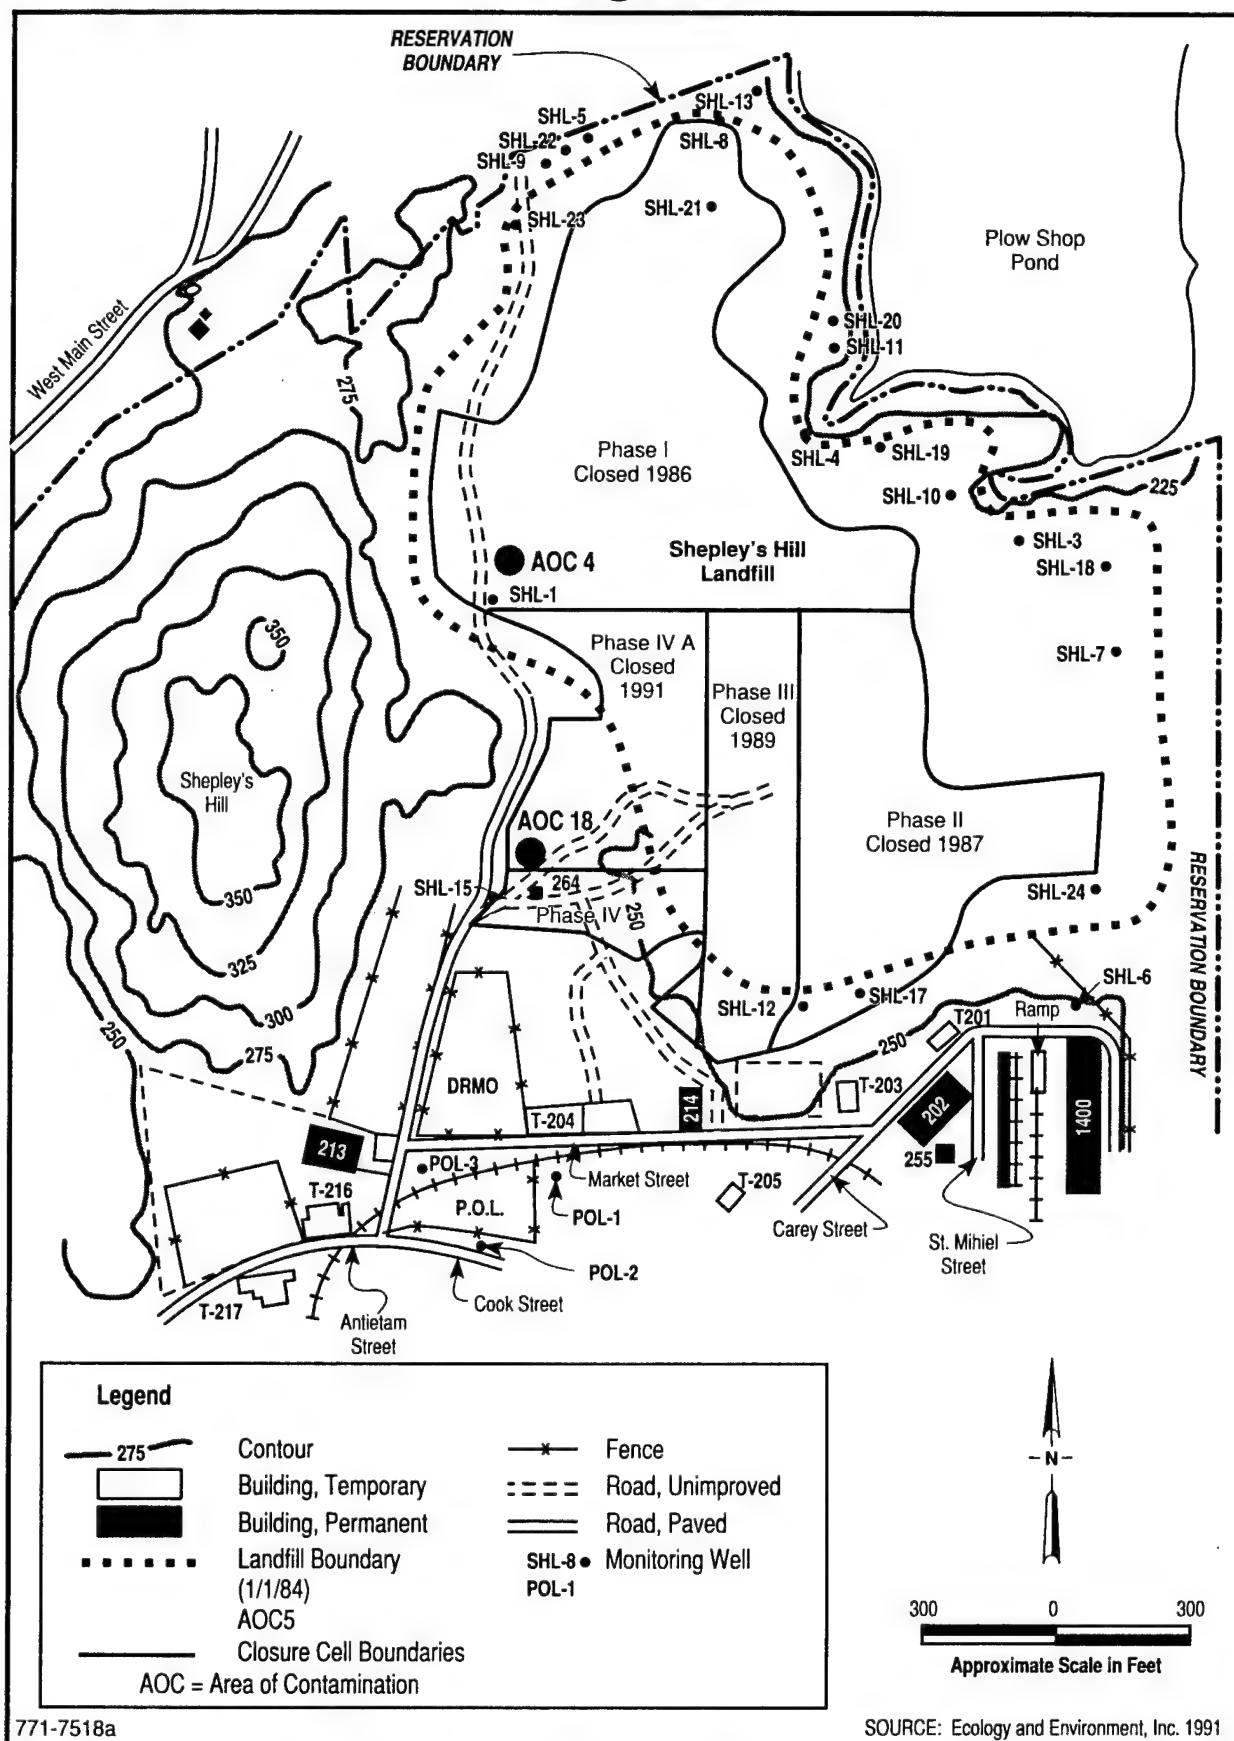 RESERVATION
BOUNDARY
SHL-13
SHL-5
SHL-22
SHL-9
SHL-8
SHL-23
SHL-21
Plow Shop
Pond
West Main Street
275
SHL-20
SHL-11
SHL-4
SHL-19
SHL-10
225
Phase I
Closed 1986
SHL-3
SHL-18
Shepley's Hill
Landfill
AOC 4
SHL-1
350
Phase IV A
Closed
1991
SHL-7
Phase III
Closed
1989
Shepley's
Hill
AOC 18
Phase II
Closed 1987
RESERVATION BOUNDARY
SHL-15
264
SHL-24
350
Phase IV
250
325
SHL-6
SHL-12
SHL-17
Ramp
300
T201
250
275
250
DRMO
T-203
T-204
214
202
1400
213
255
POL-3
Market Street
T-205
T-216
P.O.L.
POL-1
Carey Street
St. Mihiel
Street
POL-2
T-217
Cook Street
Antietam
Street
Legend
275
Contour
Fence
Building, Temporary
Road, Unimproved
Building, Permanent
Road, Paved
Landfill Boundary
(1/1/84)
AOC5
SHL-8
POL-1
Monitoring Well
Closure Cell Boundaries
AOC = Area of Contamination
N
300 0 300
Approximate Scale in Feet
771-7518a
SOURCE: Ecology and Environment, Inc. 1991